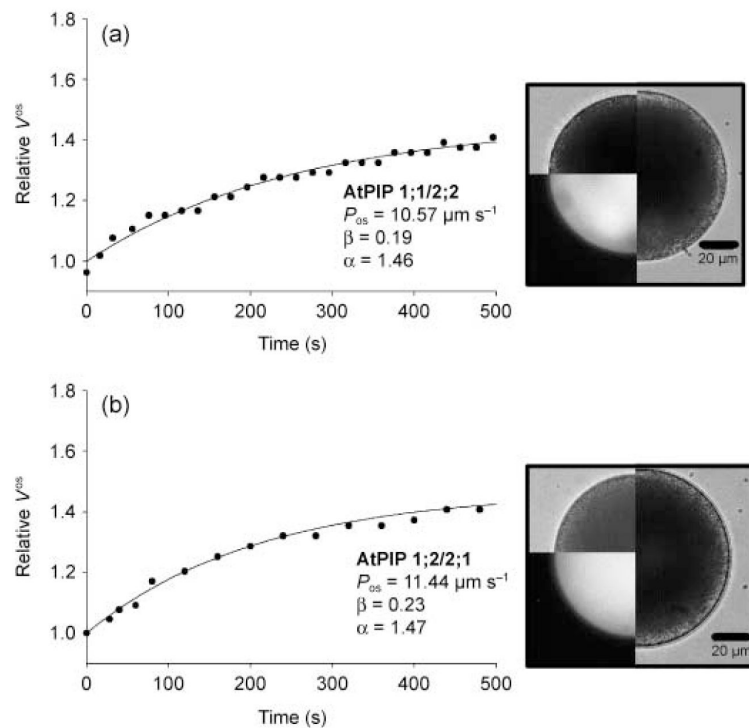 (a)
1.8
1.6
1.4
1.2
1.0
Relative V^os
AtPIP 1;1/2;2
P_os = 10.57 µm s⁻¹
β = 0.19
α = 1.46
0 100 200 300 400 500
Time (s)
20 µm
(b)
1.8
1.6
1.4
1.2
1.0
Relative V^os
AtPIP 1;2/2;1
P_os = 11.44 µm s⁻¹
β = 0.23
α = 1.47
0 100 200 300 400 500
Time (s)
20 µm